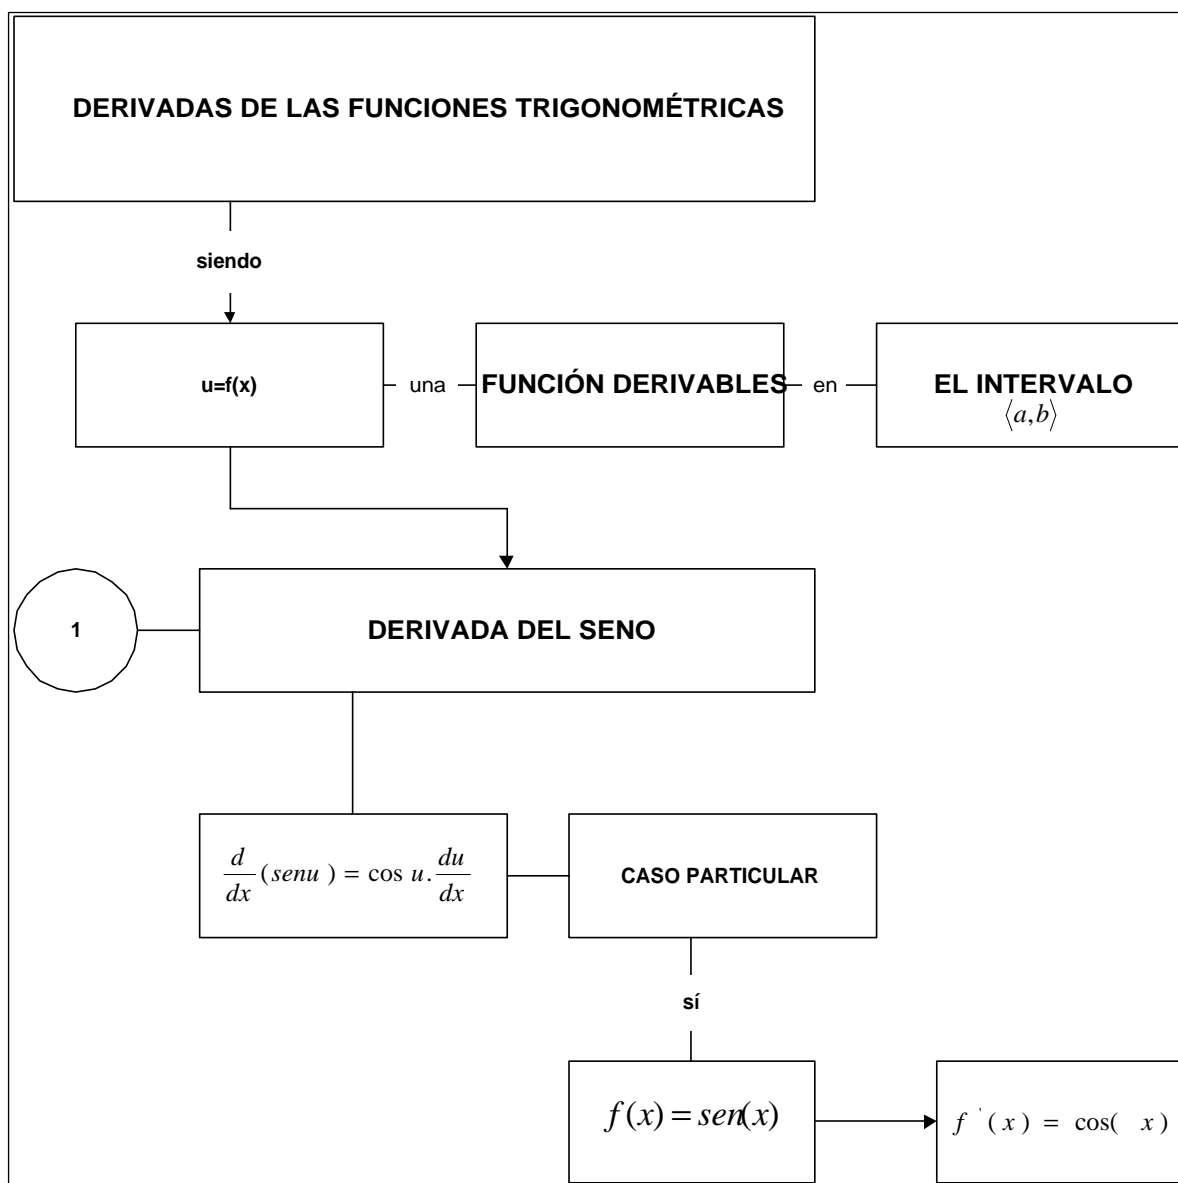 DERIVADAS DE LAS FUNCIONES TRIGONOMÉTRICAS
siendo
u=f(x) una FUNCIÓN DERIVABLES en EL INTERVALO
⟨a,b⟩
1 DERIVADA DEL SENO
d/dx (senu) = cos u. du/dx
CASO PARTICULAR
sí
f(x) = sen(x)
f '(x) = cos( x)